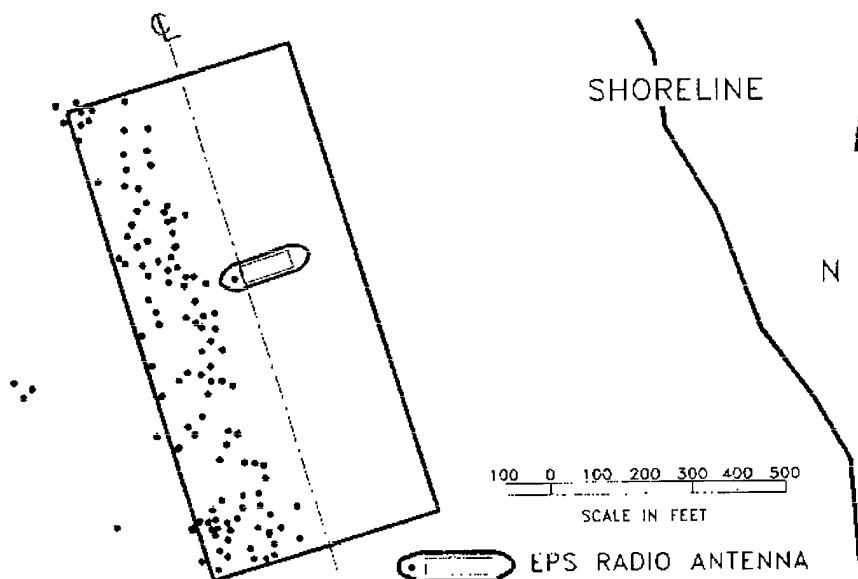 ℄
SHORELINE
N
100 0 100 200 300 400 500
SCALE IN FEET
EPS RADIO ANTENNA